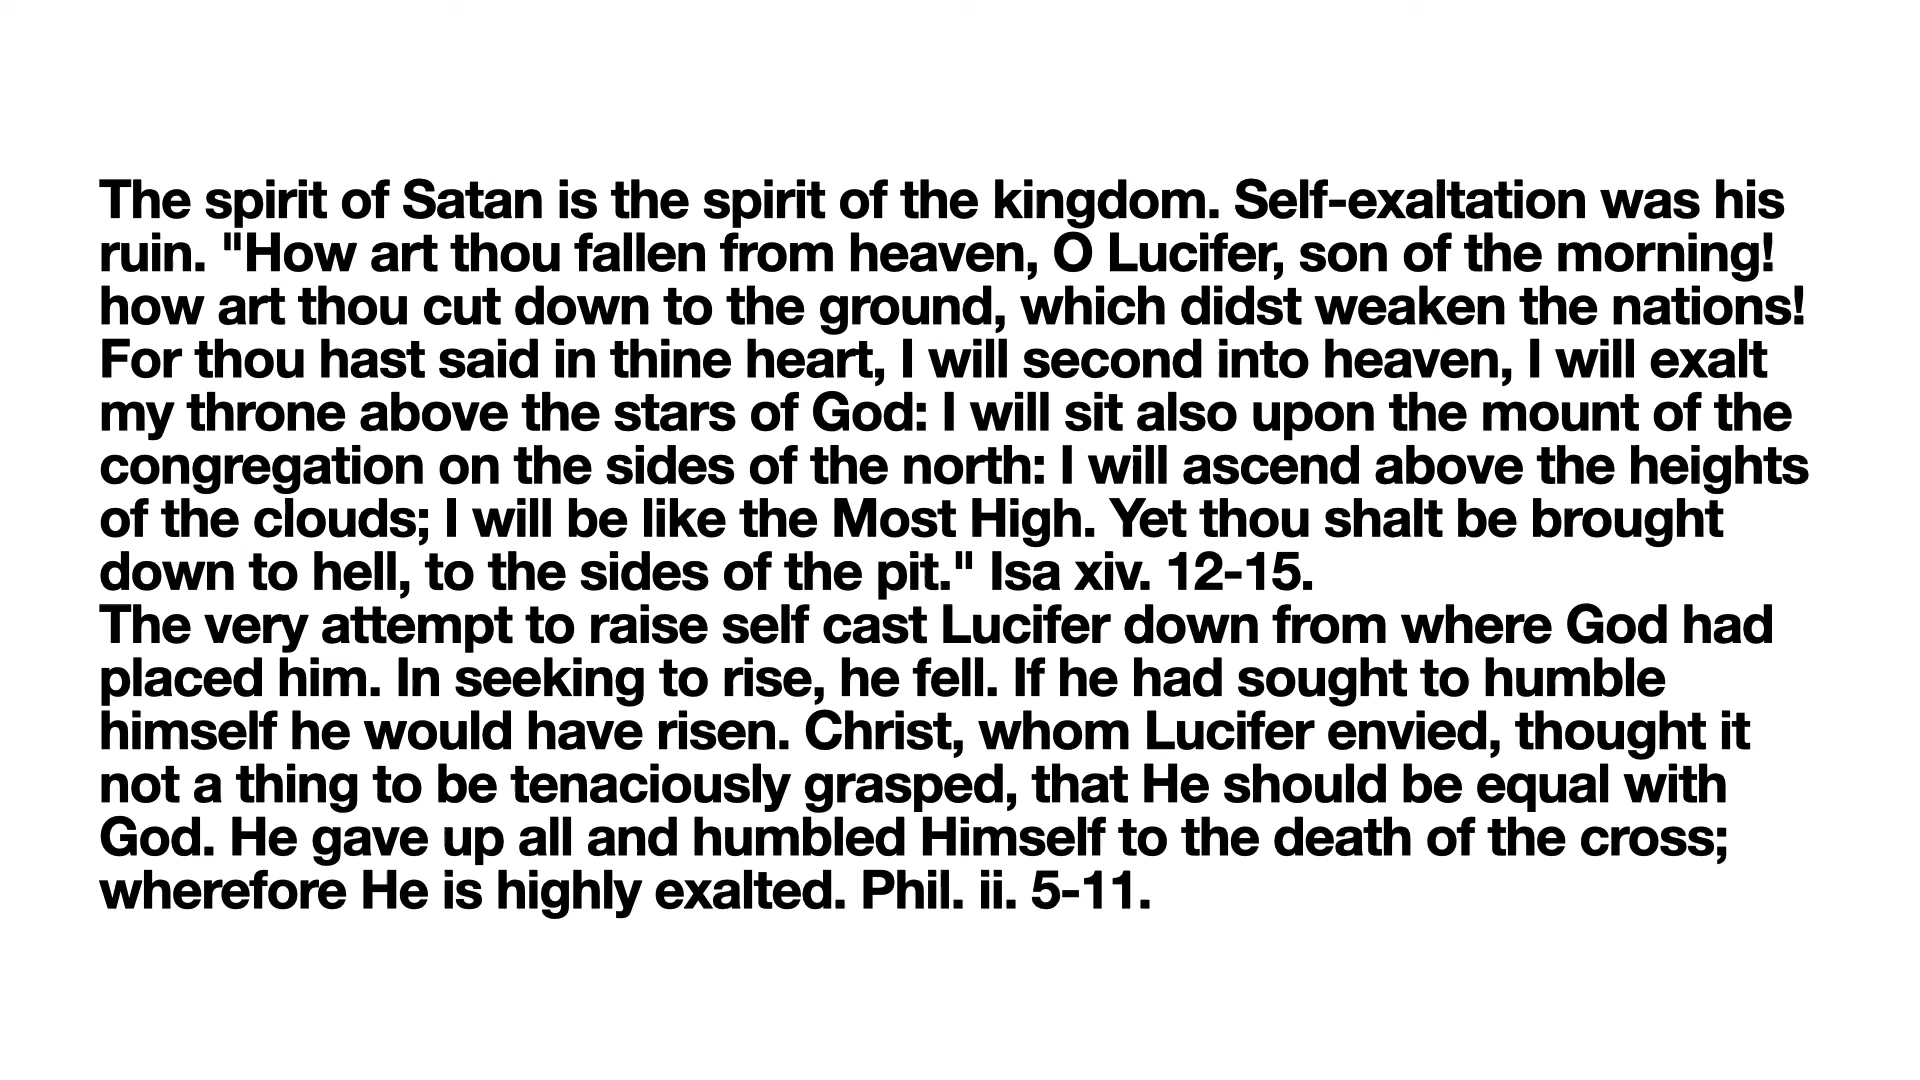 The spirit of Satan is the spirit of the kingdom. Self-exaltation was his
ruin. "How art thou fallen from heaven, O Lucifer, son of the morning!
how art thou cut down to the ground, which didst weaken the nations!
For thou hast said in thine heart, I will second into heaven, I will exalt
my throne above the stars of God: I will sit also upon the mount of the
congregation on the sides of the north: I will ascend above the heights
of the clouds; I will be like the Most High. Yet thou shalt be brought
down to hell, to the sides of the pit." Isa xiv. 12-15.
The very attempt to raise self cast Lucifer down from where God had
placed him. In seeking to rise, he fell. If he had sought to humble
himself he would have risen. Christ, whom Lucifer envied, thought it
not a thing to be tenaciously grasped, that He should be equal with
God. He gave up all and humbled Himself to the death of the cross;
wherefore He is highly exalted. Phil. ii. 5-11.